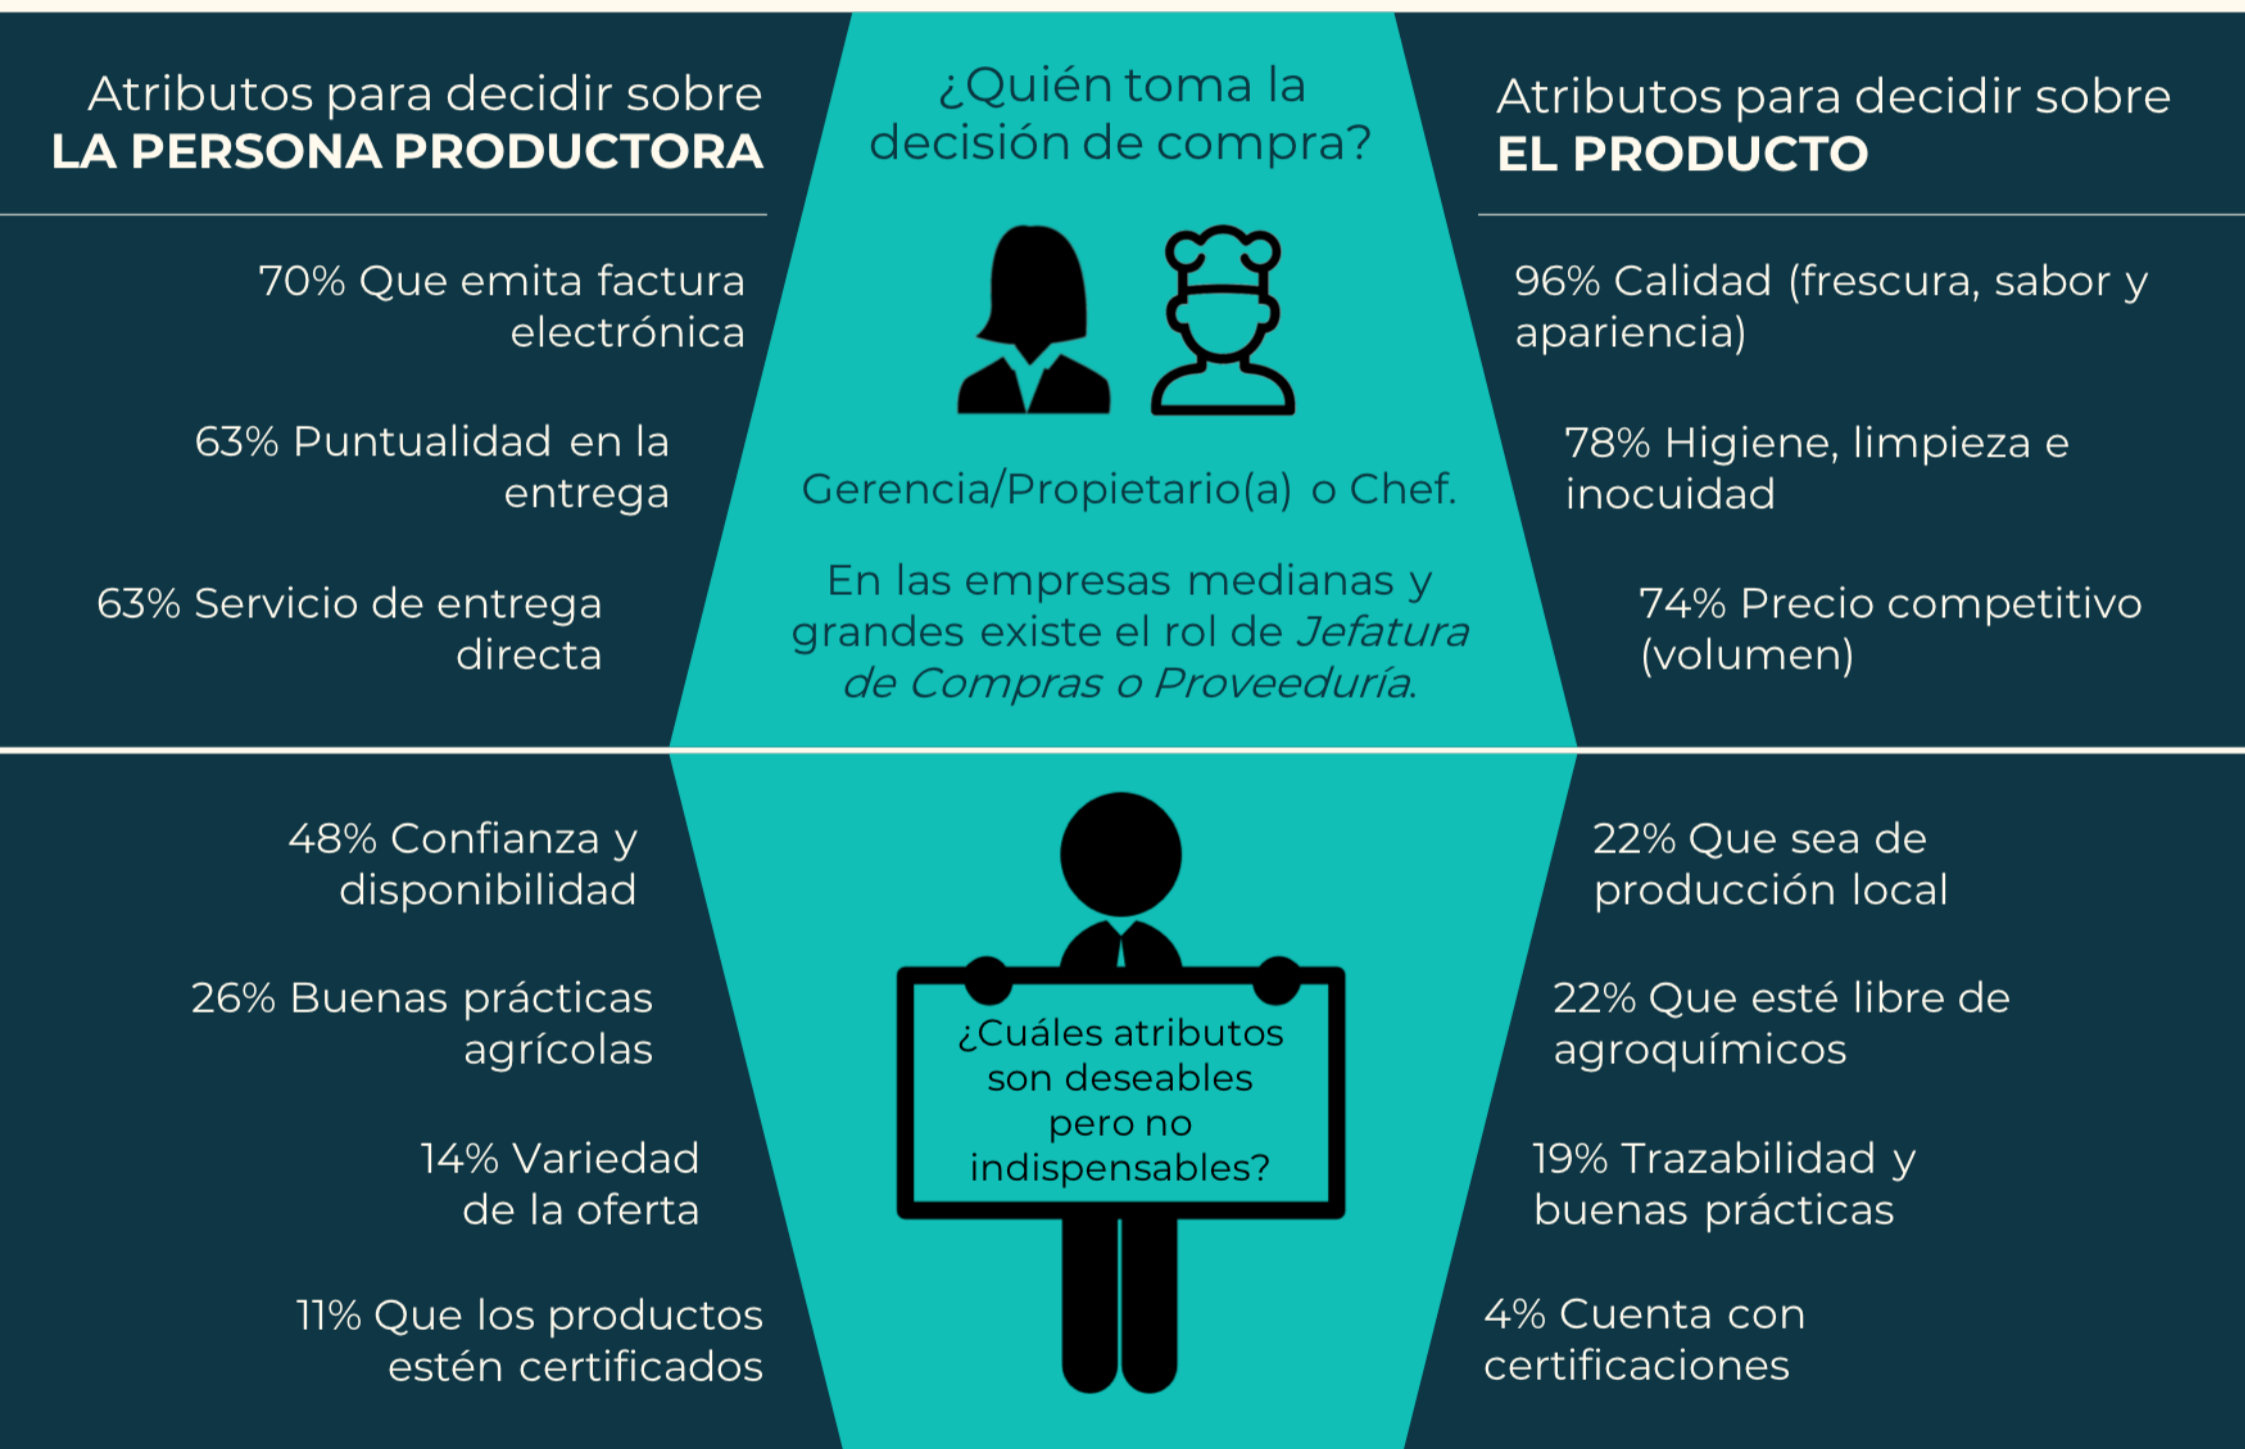 Atributos para decidir sobre
LA PERSONA PRODUCTORA
70% Que emita factura
electrónica
63% Puntualidad en la
entrega
63% Servicio de entrega
directa
¿Quién toma la
decisión de compra?
Gerencia/Propietario(a) o Chef.
En las empresas medianas y
grandes existe el rol de Jefatura
de Compras o Proveeduría.
Atributos para decidir sobre
EL PRODUCTO
96% Calidad (frescura, sabor y
apariencia)
78% Higiene, limpieza e
inocuidad
74% Precio competitivo
(volumen)
48% Confianza y
disponibilidad
26% Buenas prácticas
agrícolas
14% Variedad
de la oferta
11% Que los productos
estén certificados
¿Cuáles atributos
son deseables
pero no
indispensables?
22% Que sea de
producción local
22% Que esté libre de
agroquímicos
19% Trazabilidad y
buenas prácticas
4% Cuenta con
certificaciones